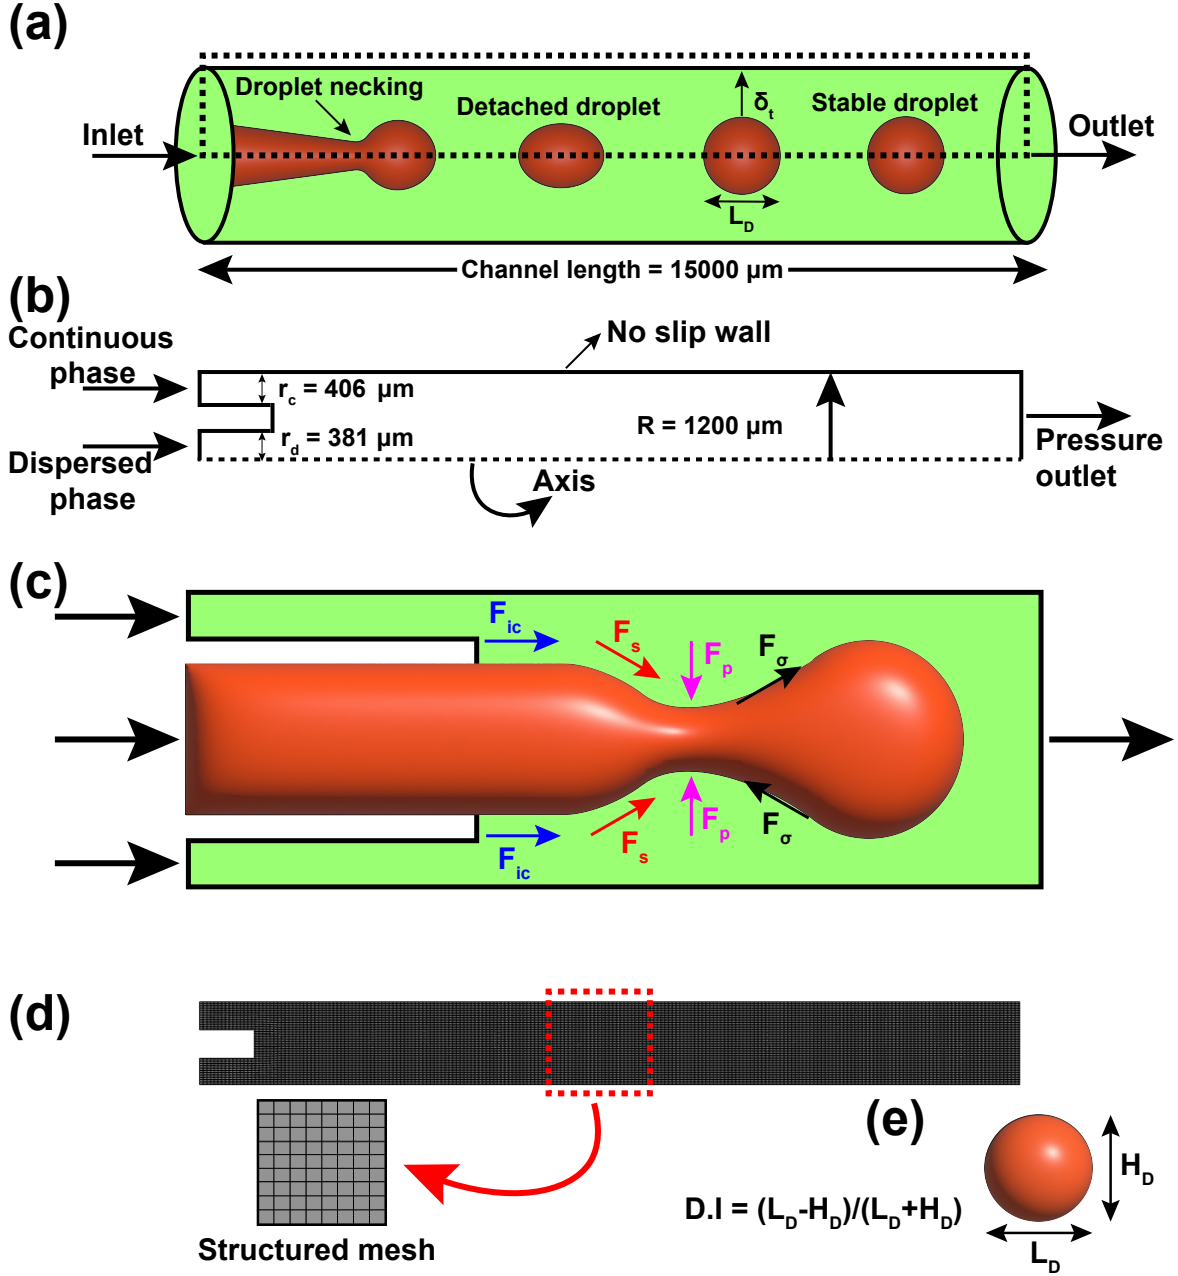 (a)
Droplet necking
Detached droplet
δt
Stable droplet
Inlet
Outlet
LD
Channel length = 15000 μm
(b)
Continuous
phase
No slip wall
rc = 406 μm
R = 1200 μm
rd = 381 μm
Dispersed
phase
Axis
Pressure
outlet
(c)
Fic
Fs
Fp
Fσ
Fic
Fs
Fp
Fσ
(d)
Structured mesh
(e)
HD
D.I = (LD-HD)/(LD+HD)
LD